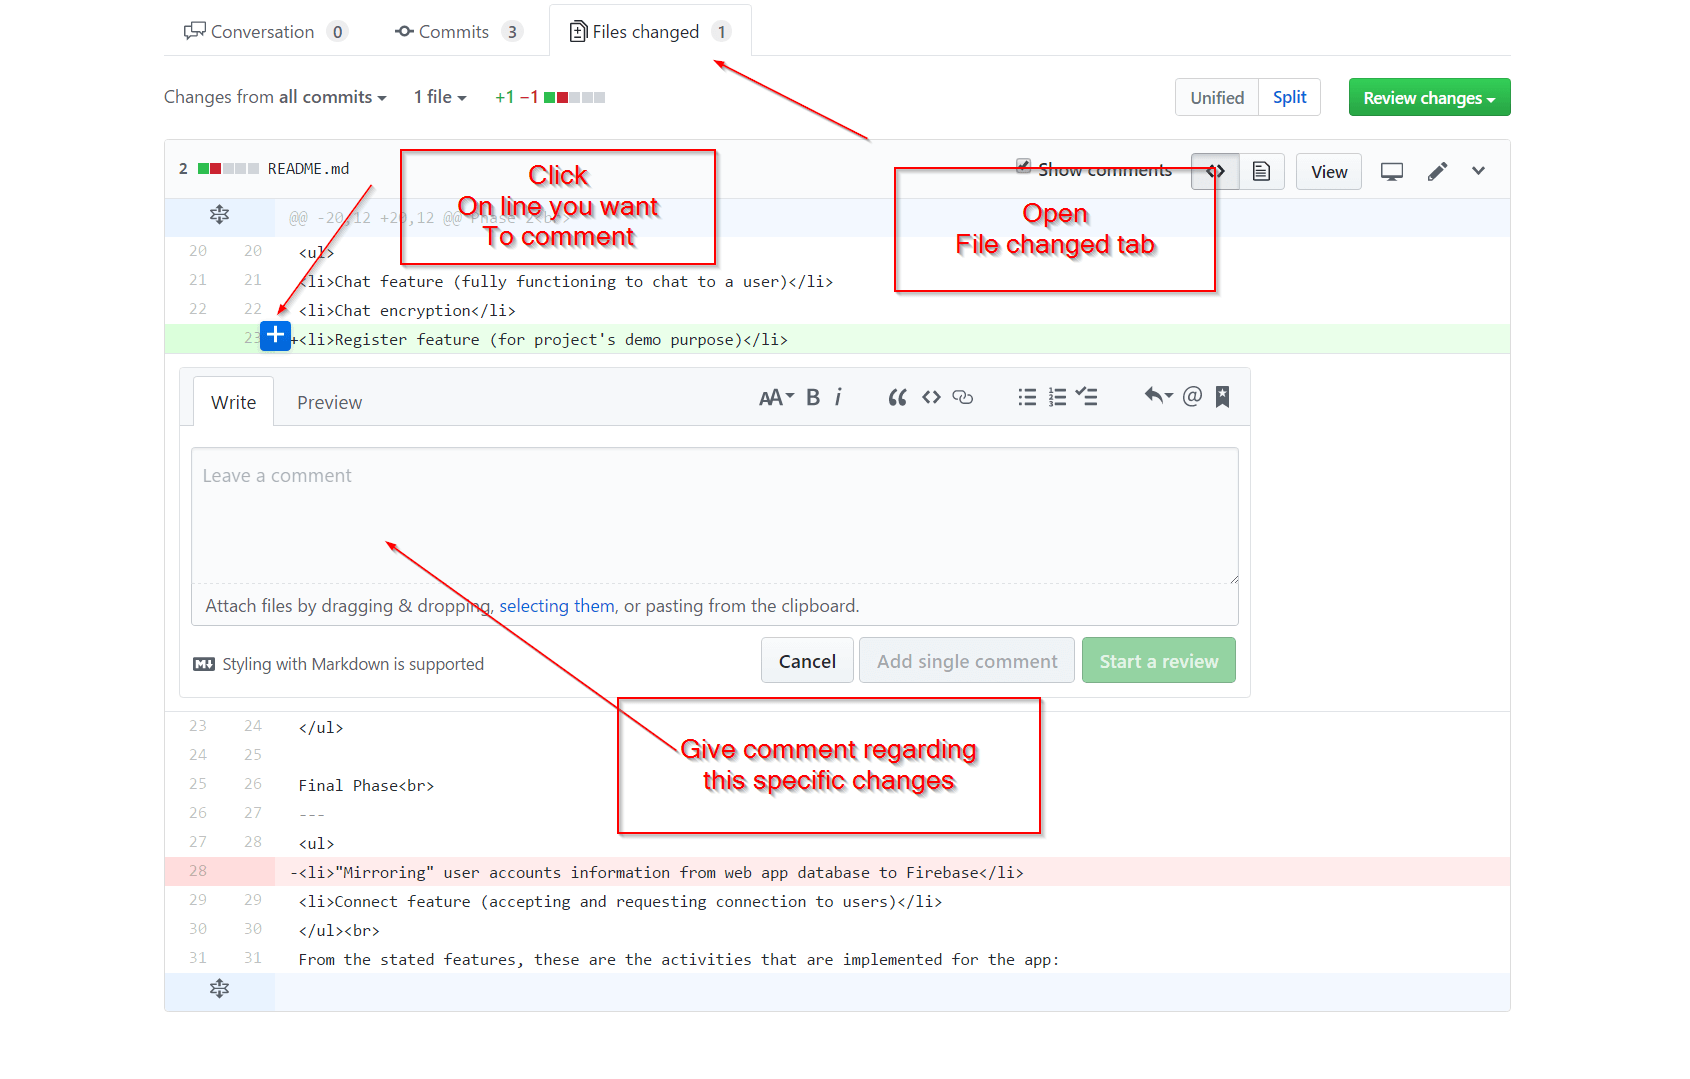 Conversation 0 Commits 3 Files changed 1
Changes from all commits 1 file +1 −1 Unified Split Review changes
2 README.md Show comments <> View
Click
On line you want
To comment
Open
File changed tab
@@ -20,12 +20,12 @@ Phase 2<br>
20 20 <ul>
21 21 <li>Chat feature (fully functioning to chat to a user)</li>
22 22 <li>Chat encryption</li>
23 +<li>Register feature (for project's demo purpose)</li>
Write Preview AA B i
Leave a comment
Attach files by dragging & dropping, selecting them, or pasting from the clipboard.
Styling with Markdown is supported Cancel Add single comment Start a review
Give comment regarding
this specific changes
23 24 </ul>
24 25
25 26 Final Phase<br>
26 27 ---
27 28 <ul>
28 -<li>"Mirroring" user accounts information from web app database to Firebase</li>
29 29 <li>Connect feature (accepting and requesting connection to users)</li>
30 30 </ul><br>
31 31 From the stated features, these are the activities that are implemented for the app: